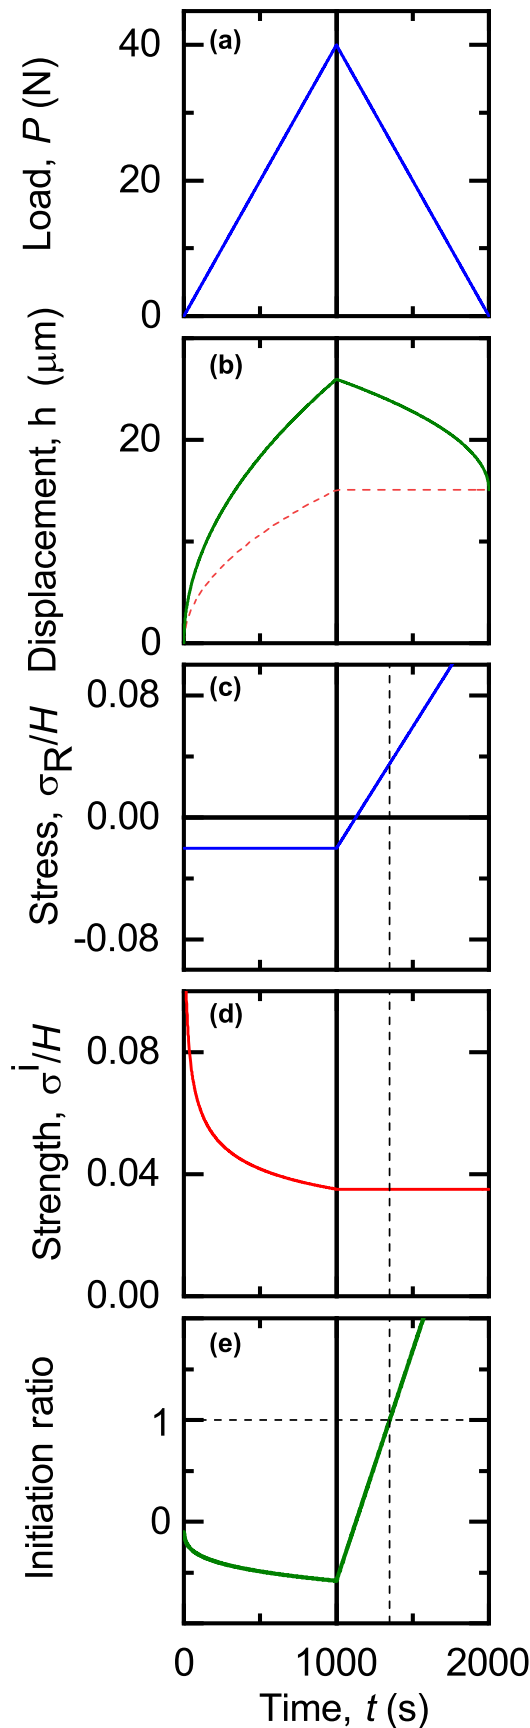 (a)
40
20
0
Load, P (N)
(b)
20
0
Displacement, h (μm)
(c)
0.08
0.00
-0.08
Stress, σR/H
(d)
0.08
0.04
0.00
Strength, σi/H
(e)
1
0
Initiation ratio
0 1000 2000
Time, t (s)